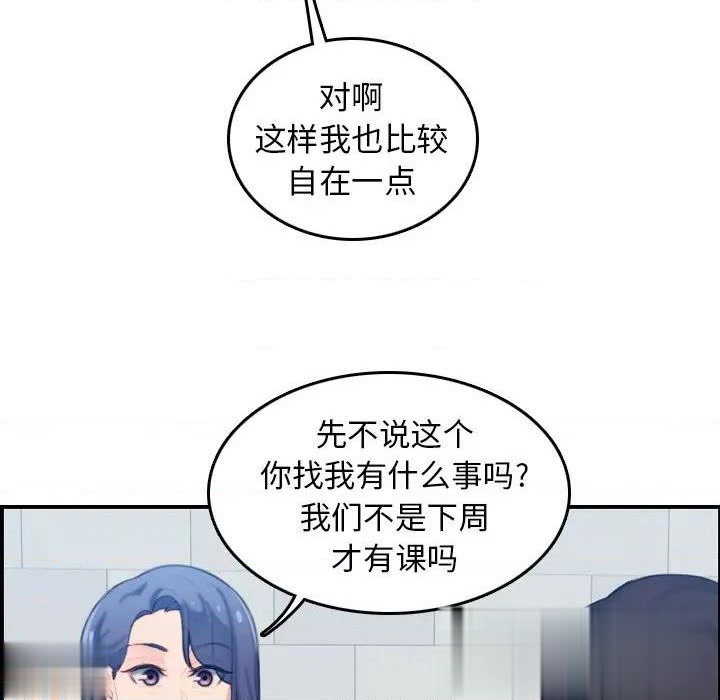 对啊
这样我也比较
自在一点
先不说这个
你找我有什么事吗?
我们不是下周
才有课吗